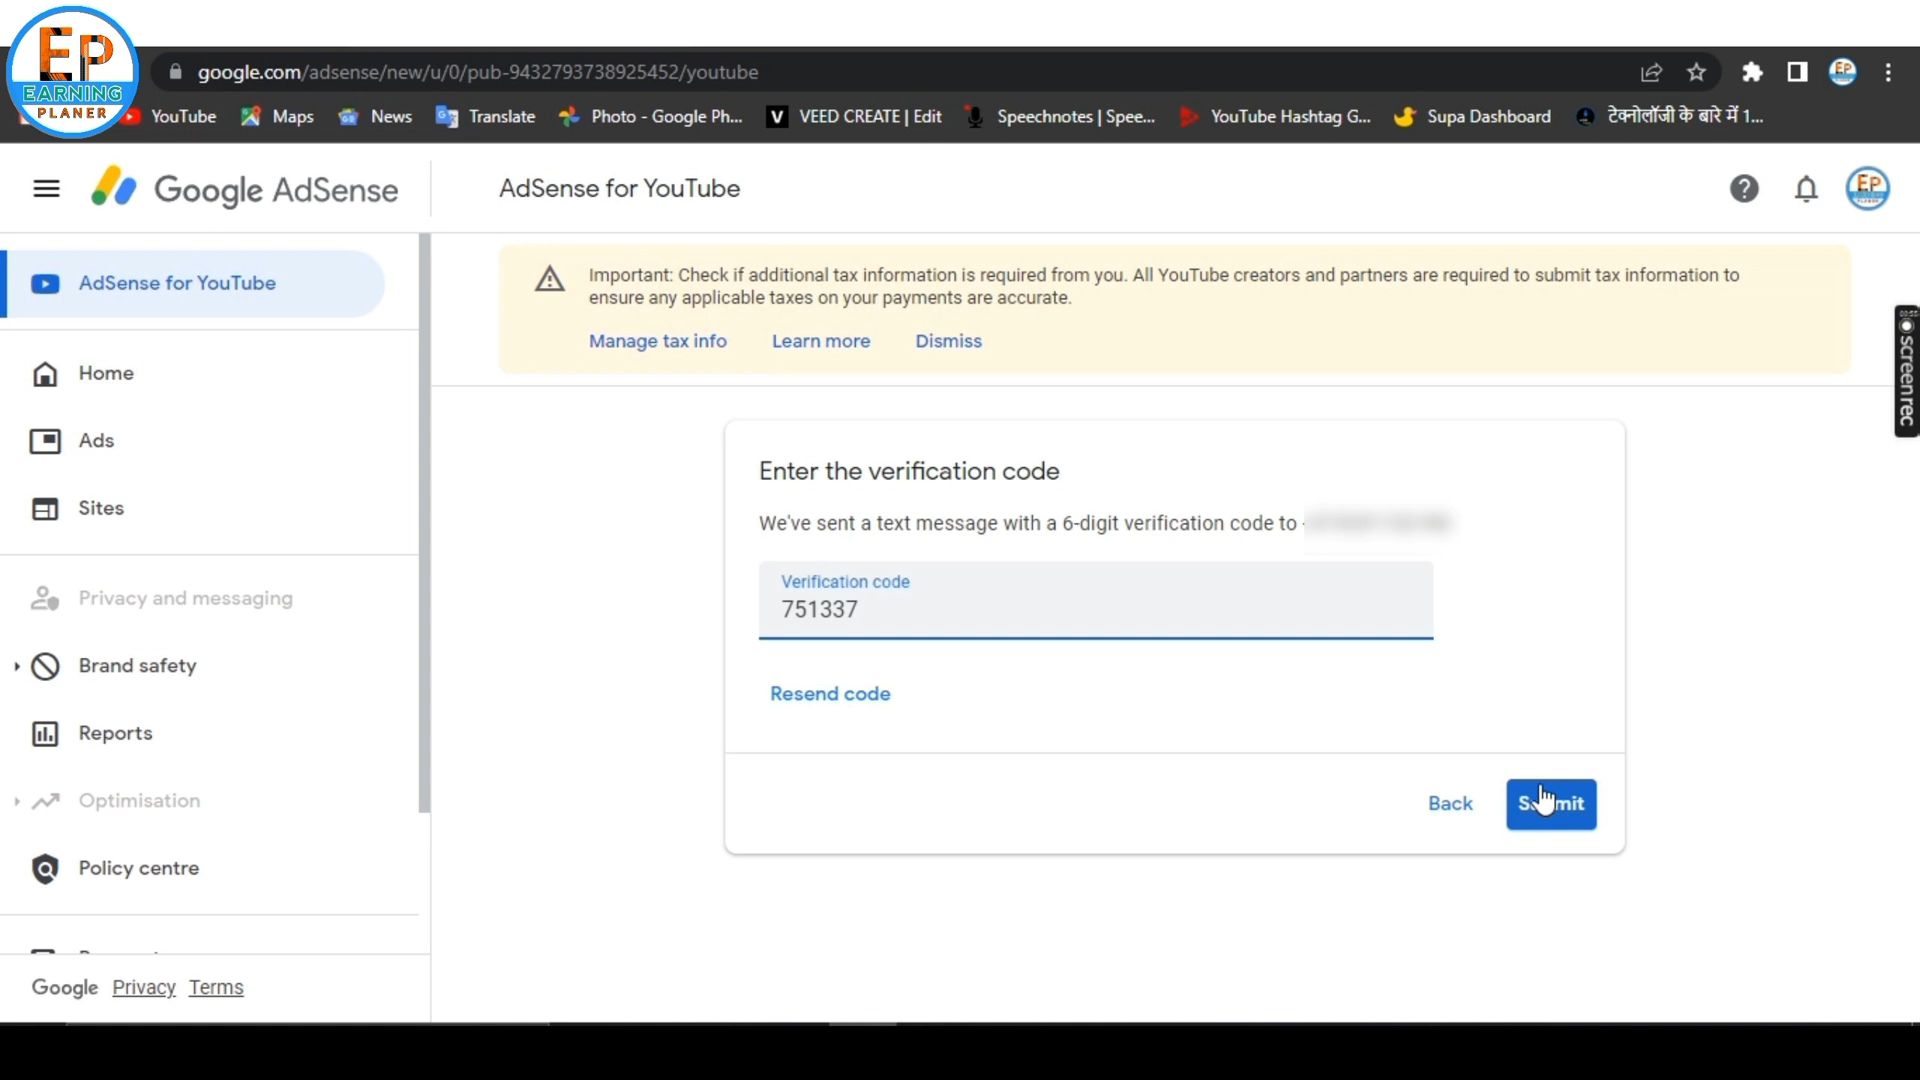 EP
EARNING
PLANER
google.com/adsense/new/u/0/pub-9432793738925452/youtube
YouTube
Maps
News
Translate
Photo - Google Ph...
VEED CREATE | Edit
Speechnotes | Spee...
YouTube Hashtag G...
Supa Dashboard
टेक्नोलॉजी के बारे में 1...
Google AdSense
AdSense for YouTube
AdSense for YouTube
Home
Ads
Sites
Privacy and messaging
Brand safety
Reports
Optimisation
Policy centre
Google Privacy Terms
Important: Check if additional tax information is required from you. All YouTube creators and partners are required to submit tax information to
ensure any applicable taxes on your payments are accurate.
Manage tax info Learn more Dismiss
Enter the verification code
We've sent a text message with a 6-digit verification code to
Verification code
751337
Resend code
Back
Submit
screenrec